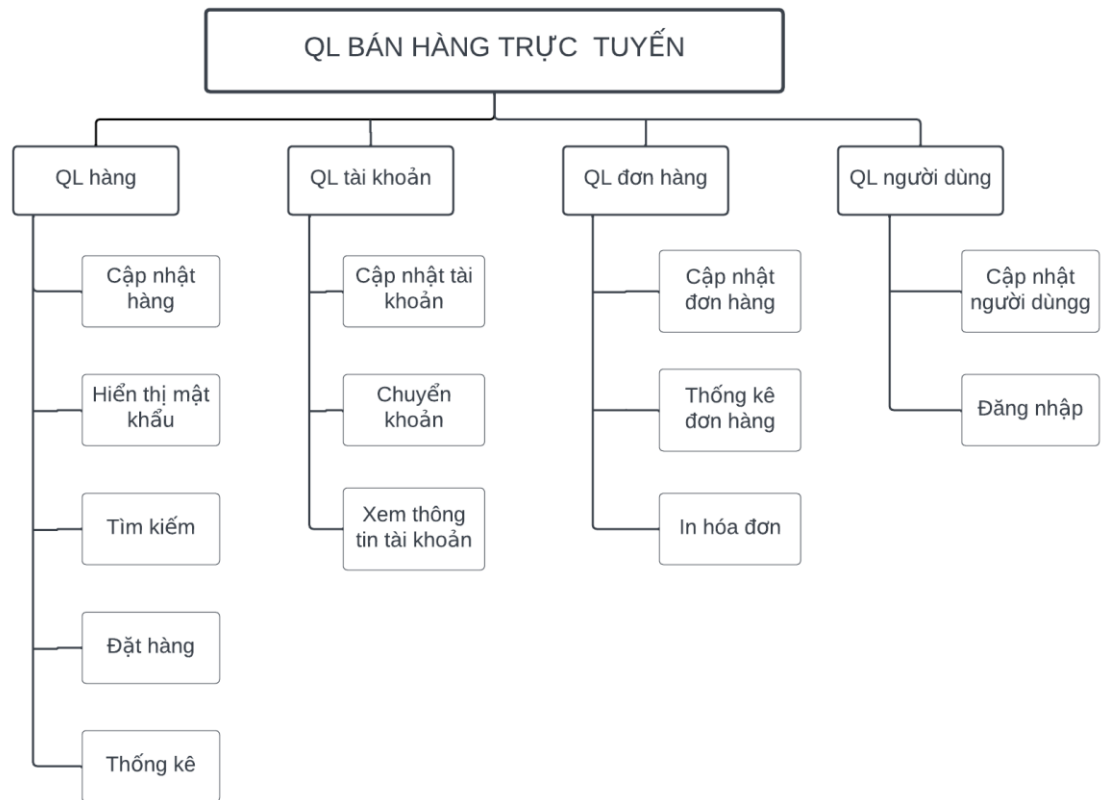 QL BÁN HÀNG TRỰC  TUYẾN
QL hàng
QL tài khoản
QL đơn hàng
QL người dùng
Cập nhật
hàng
Hiển thị mật
khẩu
Tìm kiếm
Đặt hàng
Thống kê
Cập nhật tài
khoản
Chuyển
khoản
Xem thông
tin tài khoản
Cập nhật
đơn hàng
Thống kê
đơn hàng
In hóa đơn
Cập nhật
người dùngg
Đăng nhập